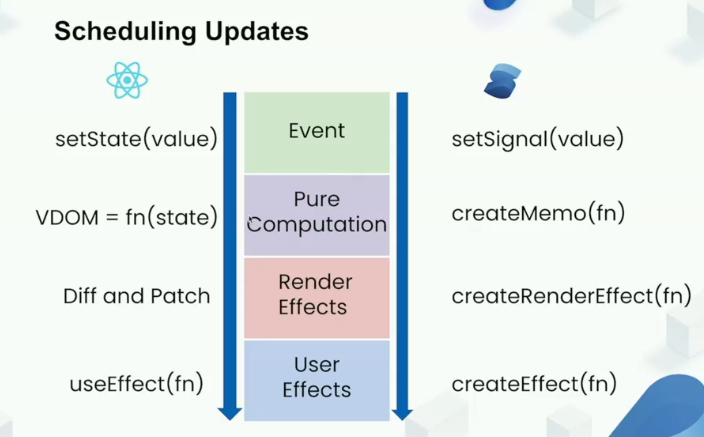 Scheduling Updates
setState(value)
Event
setSignal(value)
VDOM = fn(state)
Pure
Computation
createMemo(fn)
Diff and Patch
Render
Effects
createRenderEffect(fn)
useEffect(fn)
User
Effects
createEffect(fn)